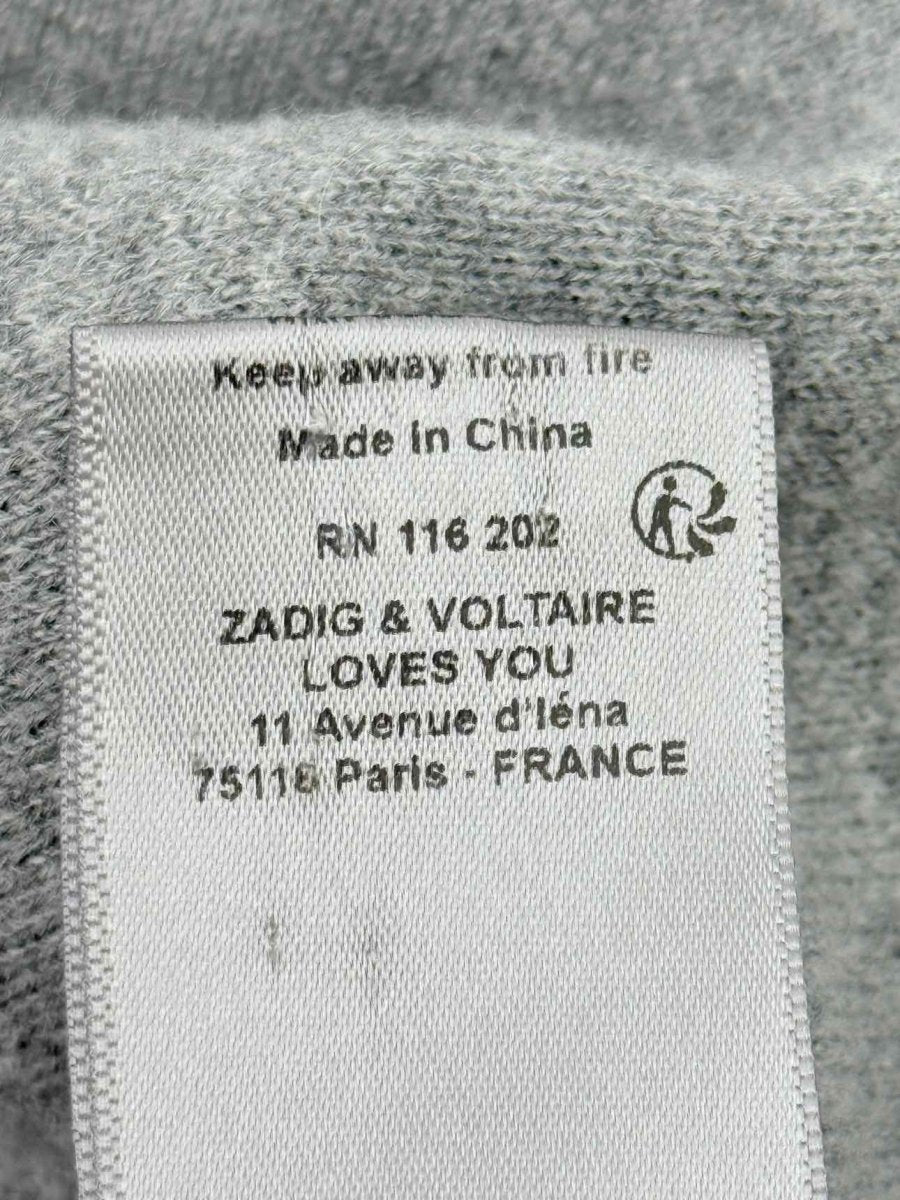 Keep away from fire
Made in China
RN 116 202
ZADIG & VOLTAIRE
LOVES YOU
11 Avenue d'Iéna
75116 Paris - FRANCE